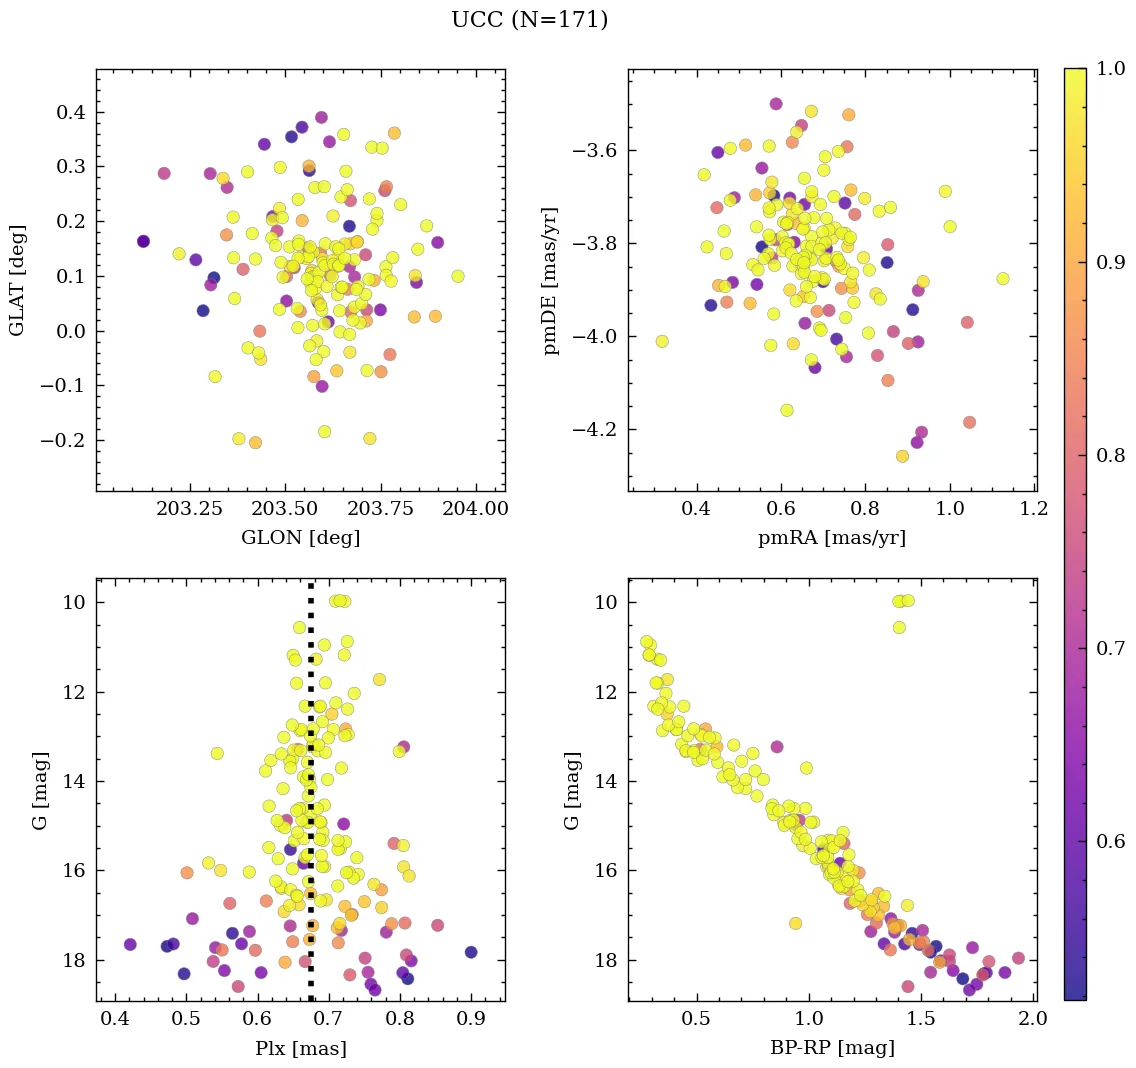 UCC (N=171)
0.4
0.3
0.2
0.1
0.0
−0.1
−0.2
GLAT [deg]
203.25 203.50 203.75 204.00
GLON [deg]
−3.6
−3.8
−4.0
−4.2
pmDE [mas/yr]
0.4 0.6 0.8 1.0 1.2
pmRA [mas/yr]
10
12
14
16
18
G [mag]
0.4 0.5 0.6 0.7 0.8 0.9
Plx [mas]
10
12
14
16
18
G [mag]
0.5 1.0 1.5 2.0
BP-RP [mag]
1.0
0.9
0.8
0.7
0.6